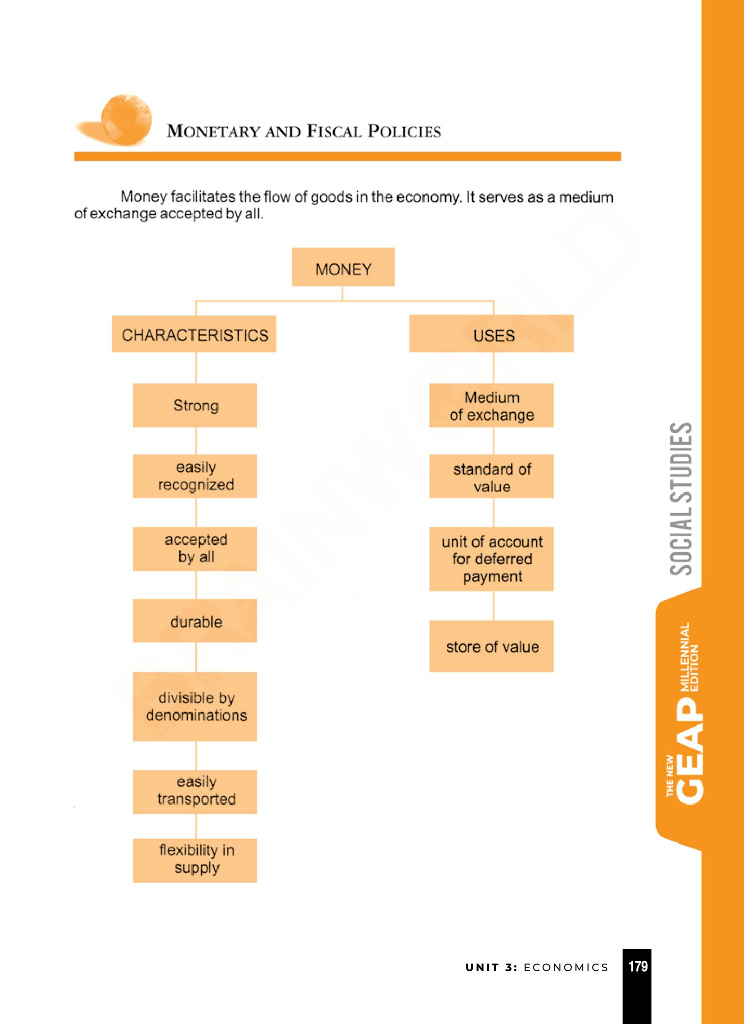 MONETARY AND FISCAL POLICIES
Money facilitates the flow of goods in the economy. It serves as a medium
of exchange accepted by all.
MONEY
CHARACTERISTICS
Strong
easily
recognized
accepted
by all
durable
divisible by
denominations
easily
transported
flexibility in
supply
USES
Medium
of exchange
standard of
value
unit of account
for deferred
payment
store of value
SOCIAL STUDIES
THE NEW
GEAP MILLENNIAL
EDITION
UNIT 3: ECONOMICS 179